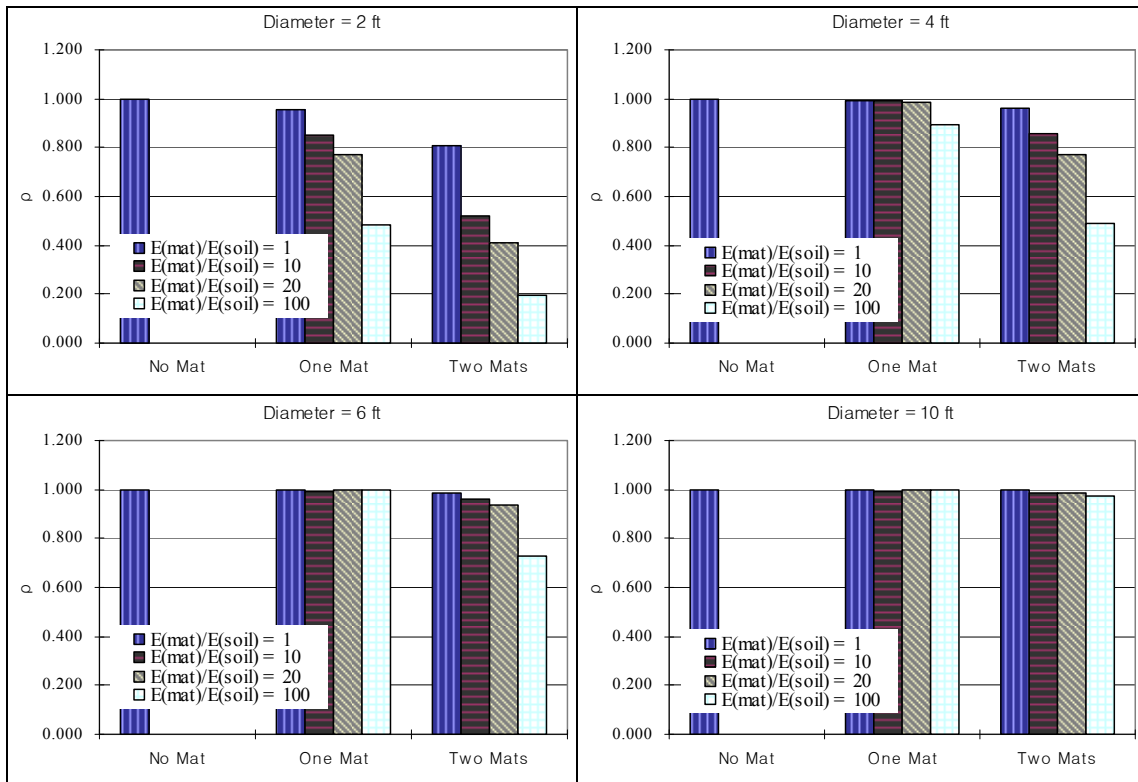 Diameter = 2 ft
1.200
1.000
0.800
0.600
0.400
0.200
0.000
ρ
E(mat)/E(soil) = 1
E(mat)/E(soil) = 10
E(mat)/E(soil) = 20
E(mat)/E(soil) = 100
No Mat One Mat Two Mats
Diameter = 4 ft
1.200
1.000
0.800
0.600
0.400
0.200
0.000
ρ
E(mat)/E(soil) = 1
E(mat)/E(soil) = 10
E(mat)/E(soil) = 20
E(mat)/E(soil) = 100
No Mat One Mat Two Mats
Diameter = 6 ft
1.200
1.000
0.800
0.600
0.400
0.200
0.000
ρ
E(mat)/E(soil) = 1
E(mat)/E(soil) = 10
E(mat)/E(soil) = 20
E(mat)/E(soil) = 100
No Mat One Mat Two Mats
Diameter = 10 ft
1.200
1.000
0.800
0.600
0.400
0.200
0.000
ρ
E(mat)/E(soil) = 1
E(mat)/E(soil) = 10
E(mat)/E(soil) = 20
E(mat)/E(soil) = 100
No Mat One Mat Two Mats